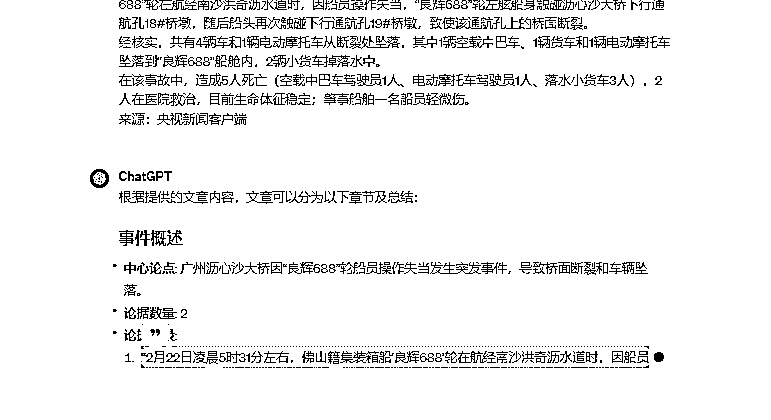 688"轮在航经南沙洪奇沥水道时，因船员操作失当，"良辉688"轮左舷船身触碰沥心沙大桥下行通
航孔18#桥墩，随后船头再次触碰下行通航孔19#桥墩，致使该通航孔上的桥面断裂。
经核实，共有4辆车和1辆电动摩托车从断裂处坠落，其中1辆空载中巴车、1辆货车和1辆电动摩托车
坠落到"良辉688"船舱内，2辆小货车掉落水中。
在该事故中，造成5人死亡（空载中巴车驾驶员1人、电动摩托车驾驶员1人、落水小货车3人），2
人在医院救治，目前生命体征稳定；肇事船舶一名船员轻微伤。
来源：央视新闻客户端
ChatGPT
根据提供的文章内容，文章可以分为以下章节及总结：
事件概述
• 中心论点: 广州沥心沙大桥因"良辉688"轮船员操作失当发生突发事件，导致桥面断裂和车辆坠
落。
• 论据数量: 2
• 论
1. "2月22日凌晨5时31分左右，佛山籍集装箱船'良辉688'轮在航经南沙洪奇沥水道时，因船员